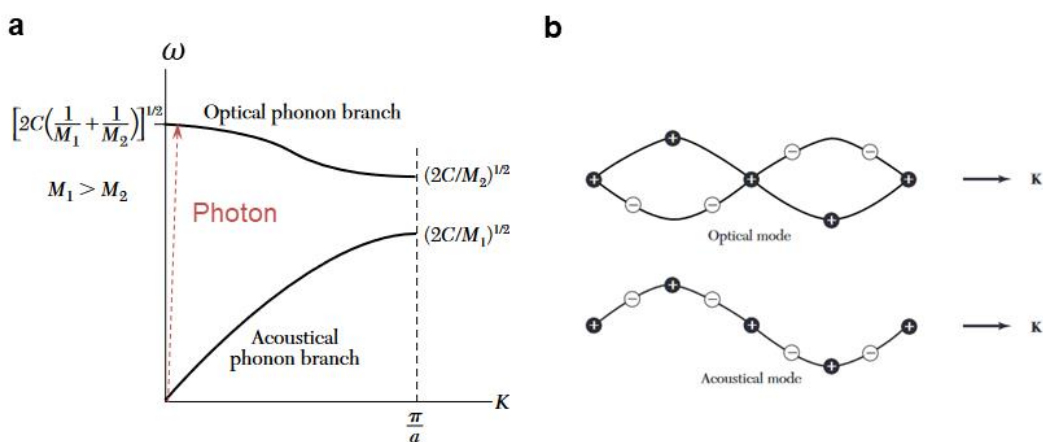 a
ω
[2C(1/M₁ + 1/M₂)]^1/2
Optical phonon branch
(2C/M₂)^1/2
M₁ > M₂
Photon
(2C/M₁)^1/2
Acoustical
phonon branch
K
π/a
b
+ + + + +
− − − −
K
Optical mode
+ + + + +
− − − −
K
Acoustical mode